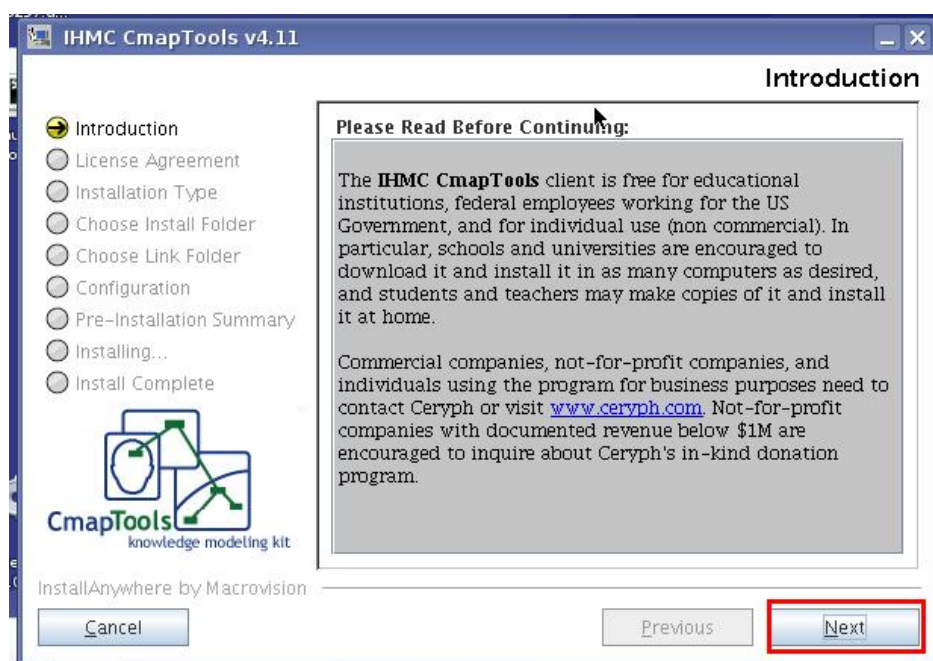 IHMC CmapTools v4.11
Introduction
Introduction
License Agreement
Installation Type
Choose Install Folder
Choose Link Folder
Configuration
Pre-Installation Summary
Installing...
Install Complete
CmapTools
knowledge modeling kit
Please Read Before Continuing:
The IHMC CmapTools client is free for educational
institutions, federal employees working for the US
Government, and for individual use (non commercial). In
particular, schools and universities are encouraged to
download it and install it in as many computers as desired,
and students and teachers may make copies of it and install
it at home.
Commercial companies, not-for-profit companies, and
individuals using the program for business purposes need to
contact Ceryph or visit www.ceryph.com. Not-for-profit
companies with documented revenue below $1M are
encouraged to inquire about Ceryph's in-kind donation
program.
InstallAnywhere by Macrovision
Cancel
Previous
Next